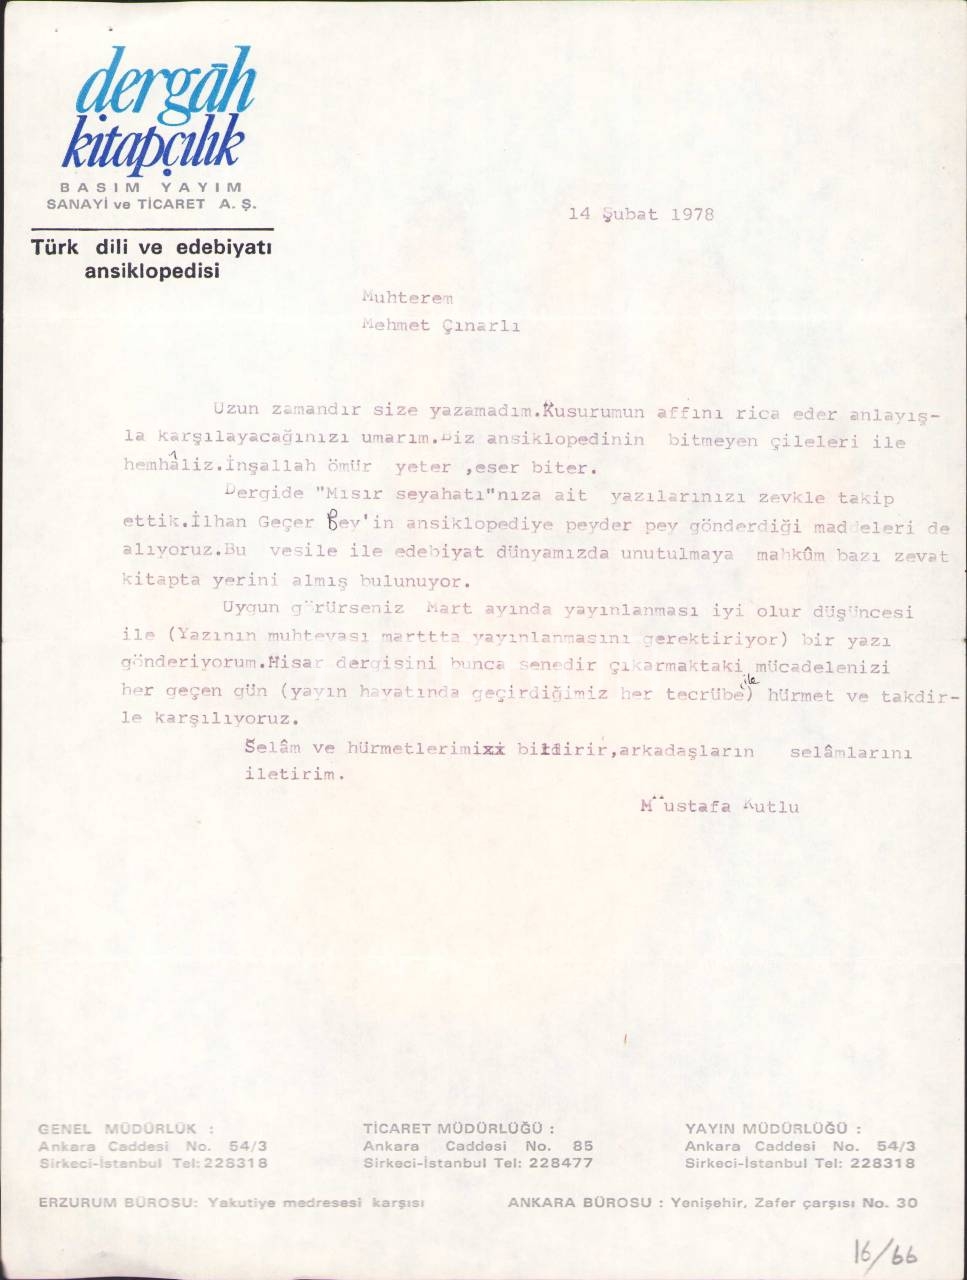 dergâh
kitapçılık
BASIM YAYIM
SANAYİ ve TİCARET A. Ş.
Türk dili ve edebiyatı
ansiklopedisi
14 Şubat 1978
Muhterem
Mehmet Çınarlı
Uzun zamandır size yazamadım.Kusurumun affını rica eder anlayış-
la karşılayacağınızı umarım.Biz ansiklopedinin bitmeyen çileleri ile
hemhâliz.İnşallah ömür yeter ,eser biter.
Dergide "Mısır seyahatı"nıza ait yazılarınızı zevkle takip
ettik.İlhan Geçer Bey'in ansiklopediye peyder pey gönderdiği maddeleri de
alıyoruz.Bu vesile ile edebiyat dünyamızda unutulmaya mahkûm bazı zevat
kitapta yerini almış bulunuyor.
Uygun görürseniz Mart ayında yayınlanması iyi olur düşüncesi
ile (Yazının muhtevası marttta yayınlanmasını gerektiriyor) bir yazı
gönderiyorum.Hisar dergisini bunca senedir çıkarmaktaki mücadelenizi
her geçen gün (yayın hayatında geçirdiğimiz her tecrübe ile) hürmet ve takdir-
le karşılıyoruz.
Selâm ve hürmetlerimizi bildirir,arkadaşların selâmlarını
iletirim.
Mustafa Kutlu
GENEL MÜDÜRLÜK :
Ankara Caddesi No. 54/3
Sirkeci-İstanbul Tel: 228318
TİCARET MÜDÜRLÜĞÜ :
Ankara Caddesi No. 85
Sirkeci-İstanbul Tel: 228477
YAYIN MÜDÜRLÜĞÜ :
Ankara Caddesi No. 54/3
Sirkeci-İstanbul Tel: 228318
ERZURUM BÜROSU: Yakutiye medresesi karşısı
ANKARA BÜROSU : Yenişehir, Zafer çarşısı No. 30
16/66